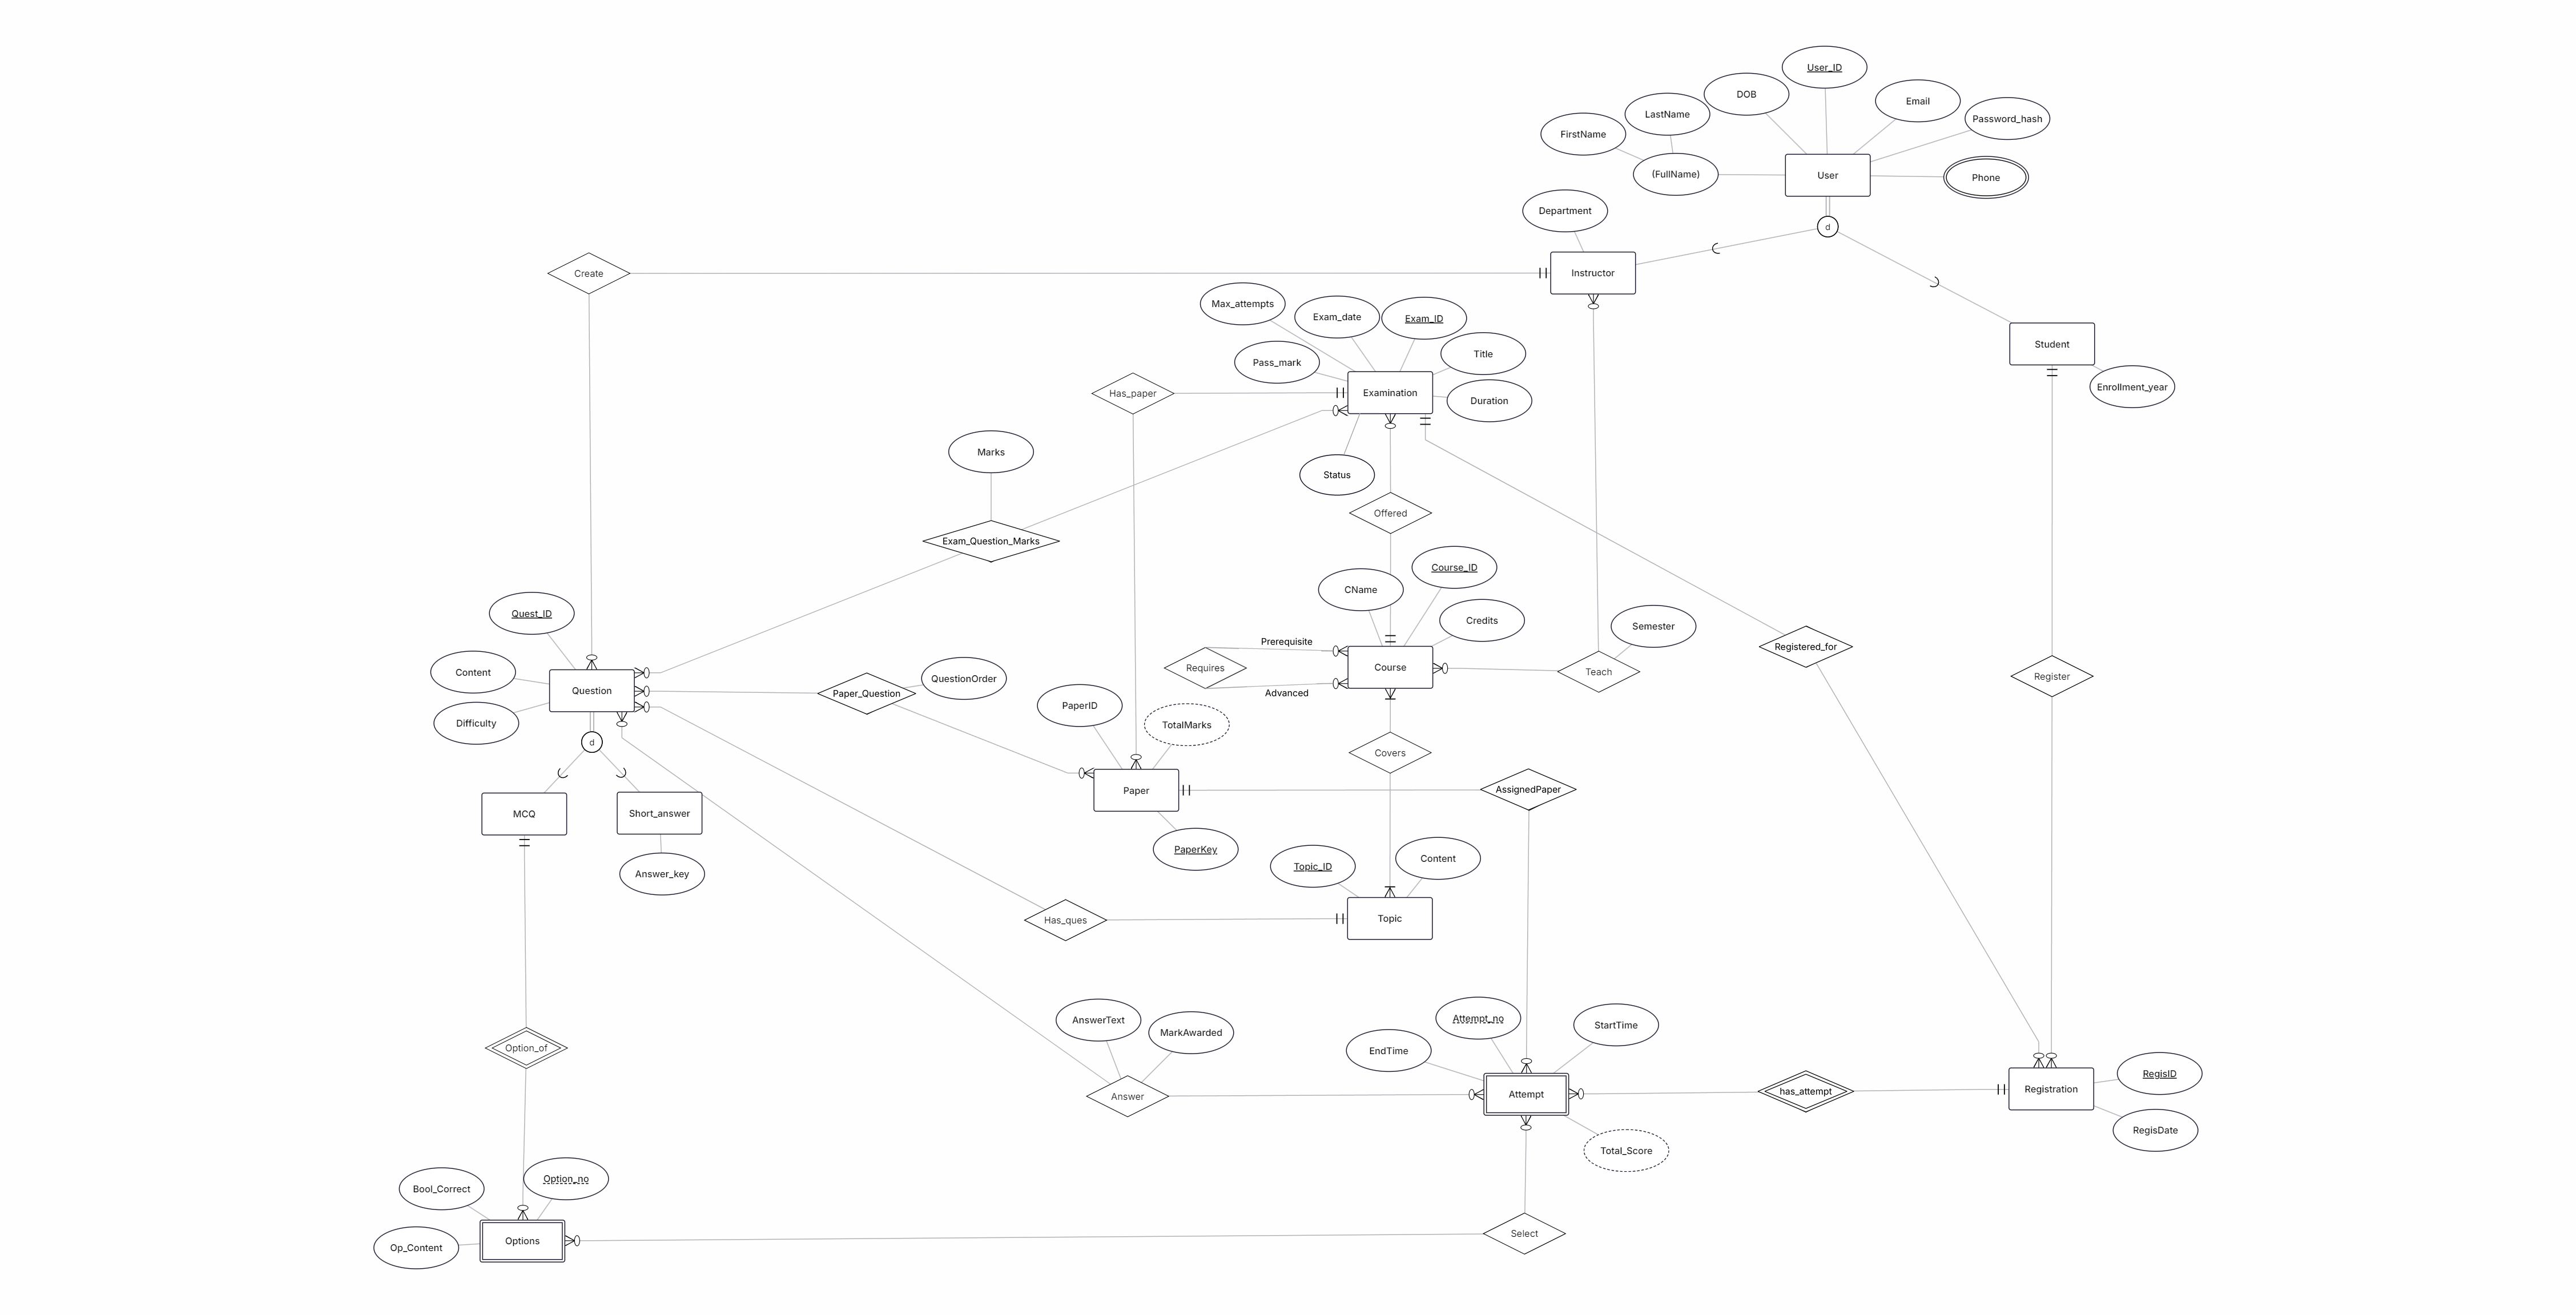 User_ID
DOB
Email
LastName
Password_hash
FirstName
(FullName)
User
Phone
Department
d
Create
Instructor
Max_attempts
Exam_date
Exam_ID
Title
Student
Pass_mark
Enrollment_year
Has_paper
Examination
Duration
Marks
Status
Offered
Exam_Question_Marks
Course_ID
CName
Quest_ID
Credits
Semester
Prerequisite
Registered_for
Requires
Course
Teach
Register
Content
QuestionOrder
Question
Paper_Question
Advanced
PaperID
TotalMarks
Difficulty
d
Covers
Paper
AssignedPaper
MCQ
Short_answer
PaperKey
Topic_ID
Content
Answer_key
Has_ques
Topic
AnswerText
MarkAwarded
Attempt_no
StartTime
Option_of
EndTime
RegisID
Answer
Attempt
has_attempt
Registration
RegisDate
Total_Score
Bool_Correct
Option_no
Op_Content
Options
Select